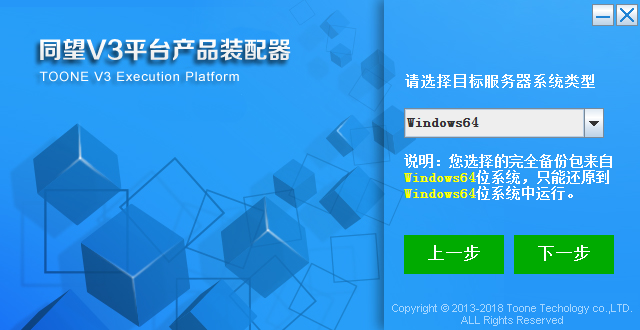 同望V3平台产品装配器
TOONE V3 Execution Platform
请选择目标服务器系统类型
Windows64
说明：您选择的完全备份包来自
Windows64位系统，只能还原到
Windows64位系统中运行。
上一步
下一步
Copyright © 2013-2018 Toone Techology co.,LTD.
ALL Rights Reserved